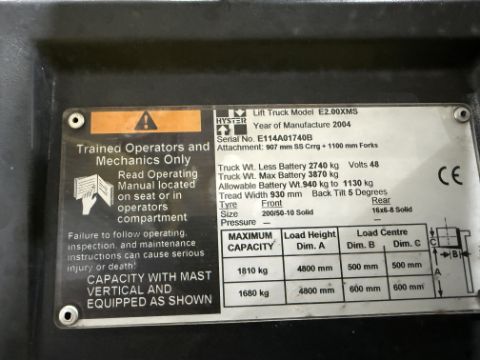 Trained Operators and
Mechanics Only
Read Operating
Manual located
on seat or in
operators
compartment
Failure to follow operating,
inspection, and maintenance
instructions can cause serious
injury or death!
CAPACITY WITH MAST
VERTICAL AND
EQUIPPED AS SHOWN
HYSTER
Lift Truck Model E2.00XMS
Year of Manufacture 2004
Serial No. E114A01740B
Attachment: 907 mm SS Crrg + 1100 mm Forks
Truck Wt. Less Battery 2740 kg Volts 48
Truck Wt. Max Battery 3870 kg
Allowable Battery Wt. 940 kg to 1130 kg
Tread Width 930 mm Back Tilt 5 Degrees
Tyre Front Rear
Size 200/50-10 Solid 16x6-8 Solid
Pressure — —
CE
MAXIMUM CAPACITY Load Height Dim. A Load Centre Dim. B Dim. C
1810 kg 4800 mm 500 mm 500 mm
1680 kg 4800 mm 600 mm 600 mm
C
B
A